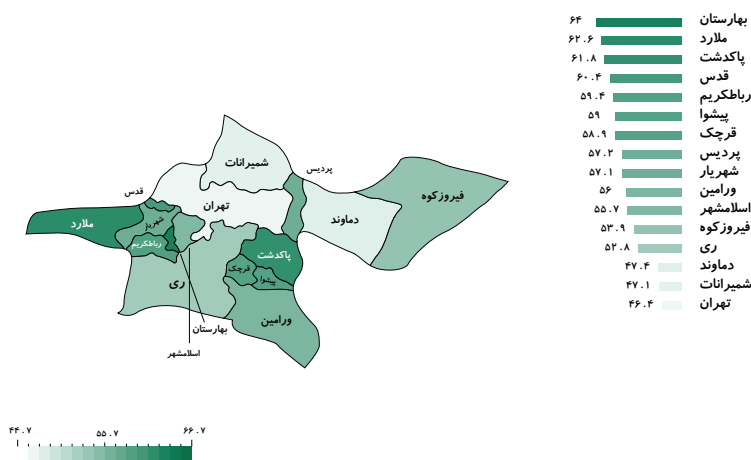 بهارستان ۶۴
ملارد ۶۲.۶
پاکدشت ۶۱.۸
قدس ۶۰.۴
رباطکریم ۵۹.۴
پیشوا ۵۹
قرچک ۵۸.۹
پردیس ۵۷.۲
شهریار ۵۷.۱
ورامین ۵۶
اسلامشهر ۵۵.۷
فیروزکوه ۵۳.۹
ری ۵۲.۸
دماوند ۴۷.۴
شمیرانات ۴۷.۱
تهران ۴۶.۴
شمیرانات
پردیس
قدس
فیروزکوه
تهران
دماوند
ملارد
شهریار
رباطکریم
پاکدشت
قرچک
پیشوا
ری
ورامین
بهارستان
اسلامشهر
۴۴.۷ ۵۵.۷ ۶۶.۷